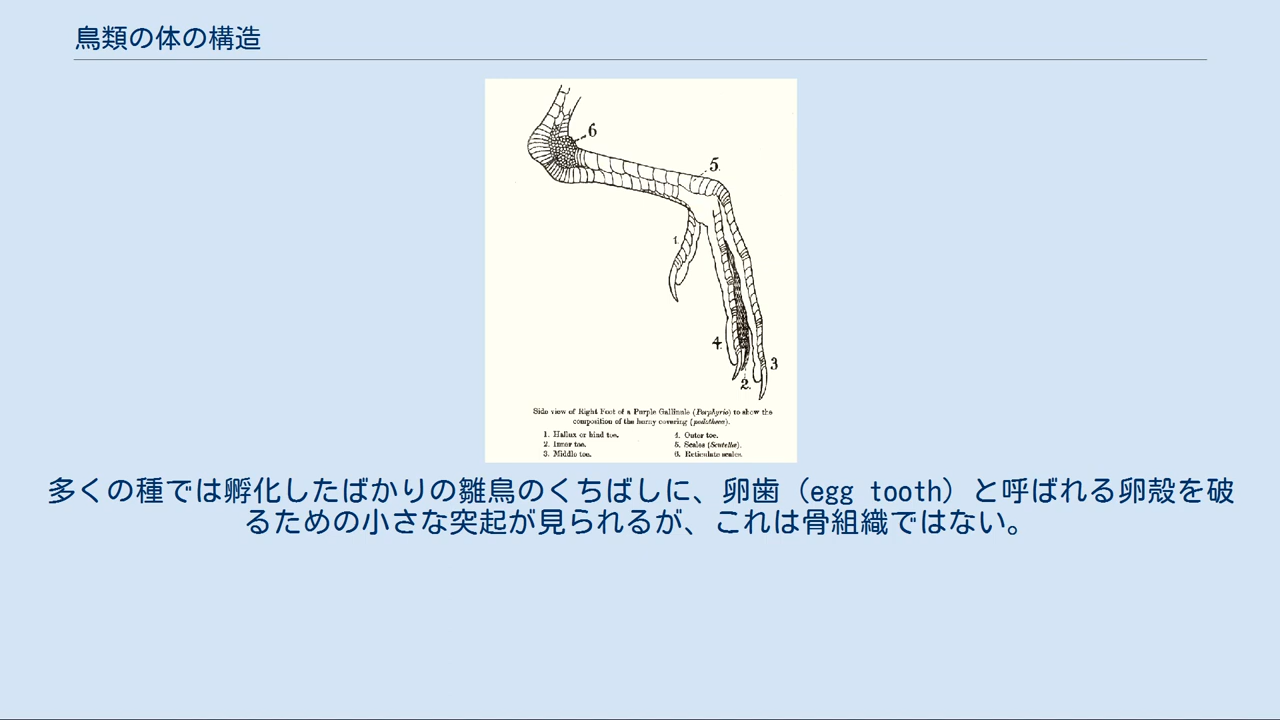 鳥類の体の構造
6
5
1.
4.
3
2.
Side view of Right Foot of a Purple Gallinule (Porphyrio) to show the
composition of the horny covering (podotheca).
1. Hallux or hind toe.
2. Inner toe.
3. Middle toe.
4. Outer toe.
5. Scales (Scutellæ).
6. Reticulate scales.
多くの種では孵化したばかりの雛鳥のくちばしに、卵歯（egg tooth）と呼ばれる卵殻を破
るための小さな突起が見られるが、これは骨組織ではない。